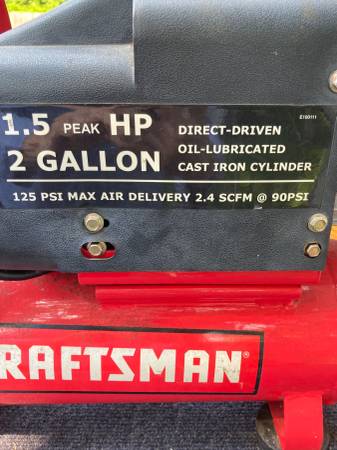 1.5 PEAK HP
2 GALLON
E100111
DIRECT-DRIVEN
OIL-LUBRICATED
CAST IRON CYLINDER
125 PSI MAX AIR DELIVERY 2.4 SCFM @ 90PSI
RAFTSMAN®